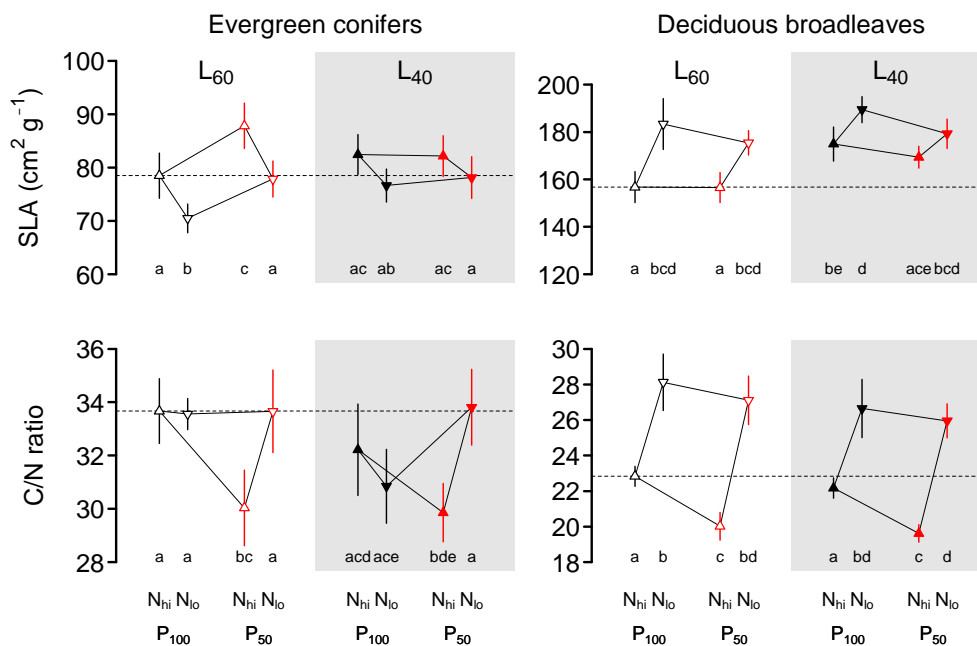 Evergreen conifers Deciduous broadleaves
L60 L40 L60 L40
SLA (cm² g⁻¹)
100
90
80
70
60
a b c a ac ab ac a
200
180
160
140
120
a bcd a bcd be d ace bcd
C/N ratio
36
34
32
30
28
a a bc a acd ace bde a
30
28
26
24
22
20
18
a b c bd a bd c d
Nhi Nlo Nhi Nlo Nhi Nlo Nhi Nlo Nhi Nlo Nhi Nlo Nhi Nlo Nhi Nlo
P100 P50 P100 P50 P100 P50 P100 P50